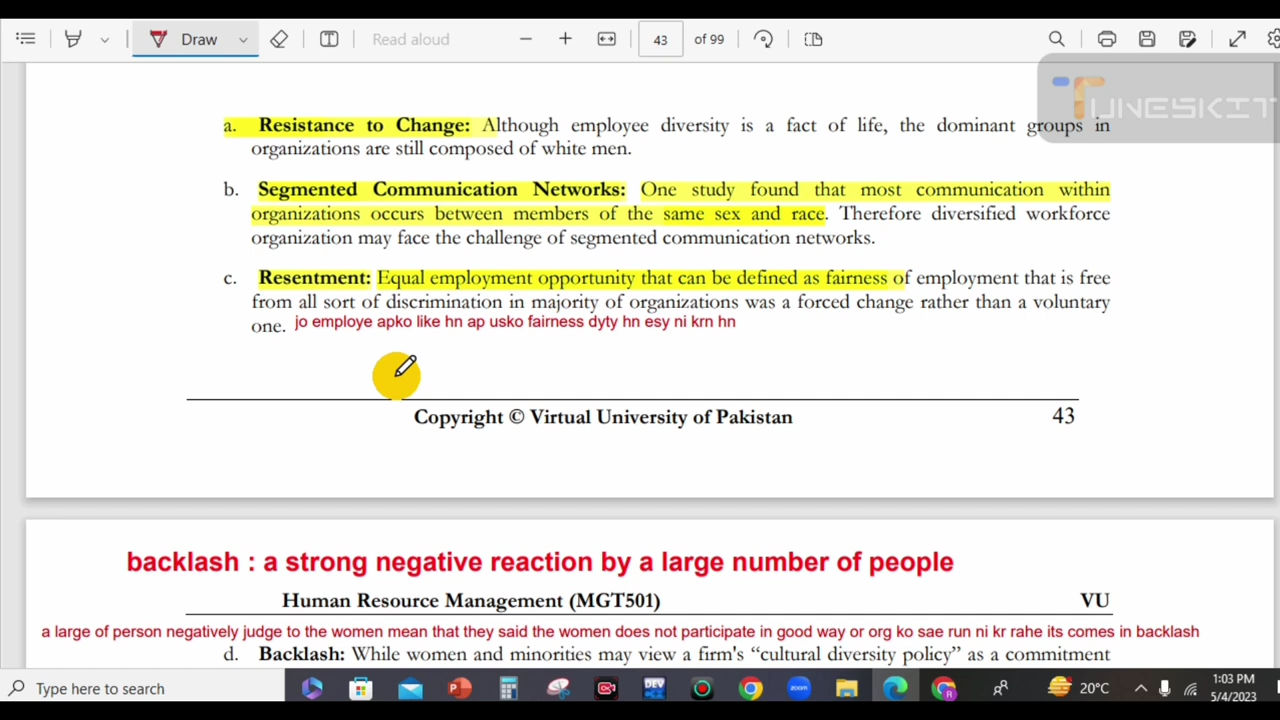 Draw
Read aloud
43
of 99
TUNESKIT
a. Resistance to Change: Although employee diversity is a fact of life, the dominant groups in
organizations are still composed of white men.
b. Segmented Communication Networks: One study found that most communication within
organizations occurs between members of the same sex and race. Therefore diversified workforce
organization may face the challenge of segmented communication networks.
c. Resentment: Equal employment opportunity that can be defined as fairness of employment that is free
from all sort of discrimination in majority of organizations was a forced change rather than a voluntary
one. jo employe apko like hn ap usko fairness dyty hn esy ni krn hn
Copyright © Virtual University of Pakistan 43
backlash : a strong negative reaction by a large number of people
Human Resource Management (MGT501) VU
a large of person negatively judge to the women mean that they said the women does not participate in good way or org ko sae run ni kr rahe its comes in backlash
d. Backlash: While women and minorities may view a firm's “cultural diversity policy” as a commitment
Type here to search
DEV
zoom
R
20°C
1:03 PM
5/4/2023